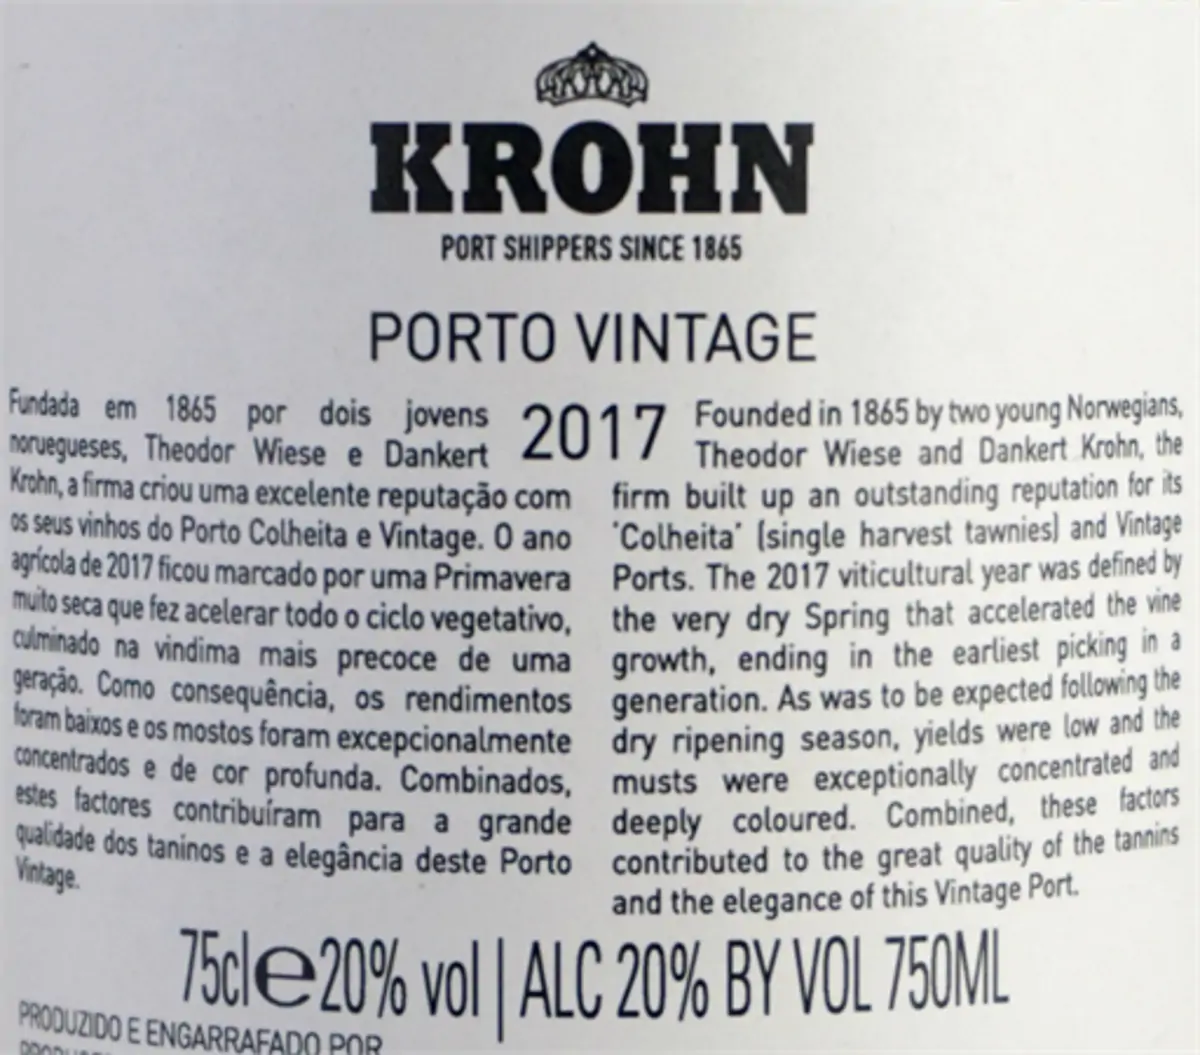 KROHN
PORT SHIPPERS SINCE 1865
PORTO VINTAGE
2017
Fundada em 1865 por dois jovens
noruegueses, Theodor Wiese e Dankert
Krohn, a firma criou uma excelente reputação com
os seus vinhos do Porto Colheita e Vintage. O ano
agrícola de 2017 ficou marcado por uma Primavera
muito seca que fez acelerar todo o ciclo vegetativo,
culminado na vindima mais precoce de uma
geração. Como consequência, os rendimentos
foram baixos e os mostos foram excepcionalmente
concentrados e de cor profunda. Combinados,
estes factores contribuíram para a grande
qualidade dos taninos e a elegância deste Porto
Vintage.
Founded in 1865 by two young Norwegians,
Theodor Wiese and Dankert Krohn, the
firm built up an outstanding reputation for its
'Colheita' (single harvest tawnies) and Vintage
Ports. The 2017 viticultural year was defined by
the very dry Spring that accelerated the vine
growth, ending in the earliest picking in a
generation. As was to be expected following the
dry ripening season, yields were low and the
musts were exceptionally concentrated and
deeply coloured. Combined, these factors
contributed to the great quality of the tannins
and the elegance of this Vintage Port.
75cl e 20% vol | ALC 20% BY VOL 750ML
PRODUZIDO E ENGARRAFADO POR